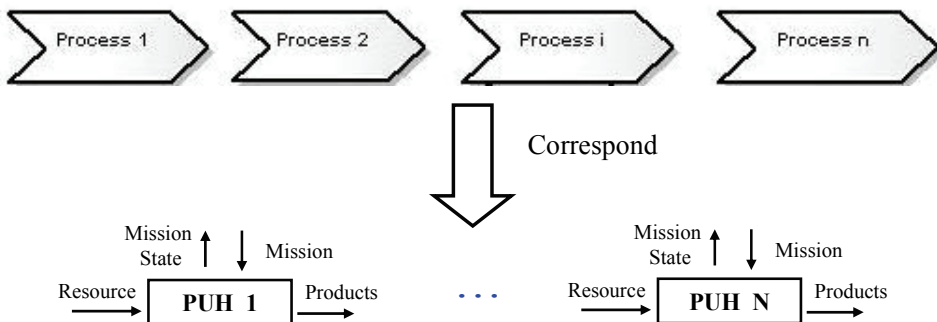 Process 1
Process 2
Process i
Process n
Correspond
Mission
State
Mission
Resource
PUH 1
Products
...
Mission
State
Mission
Resource
PUH N
Products